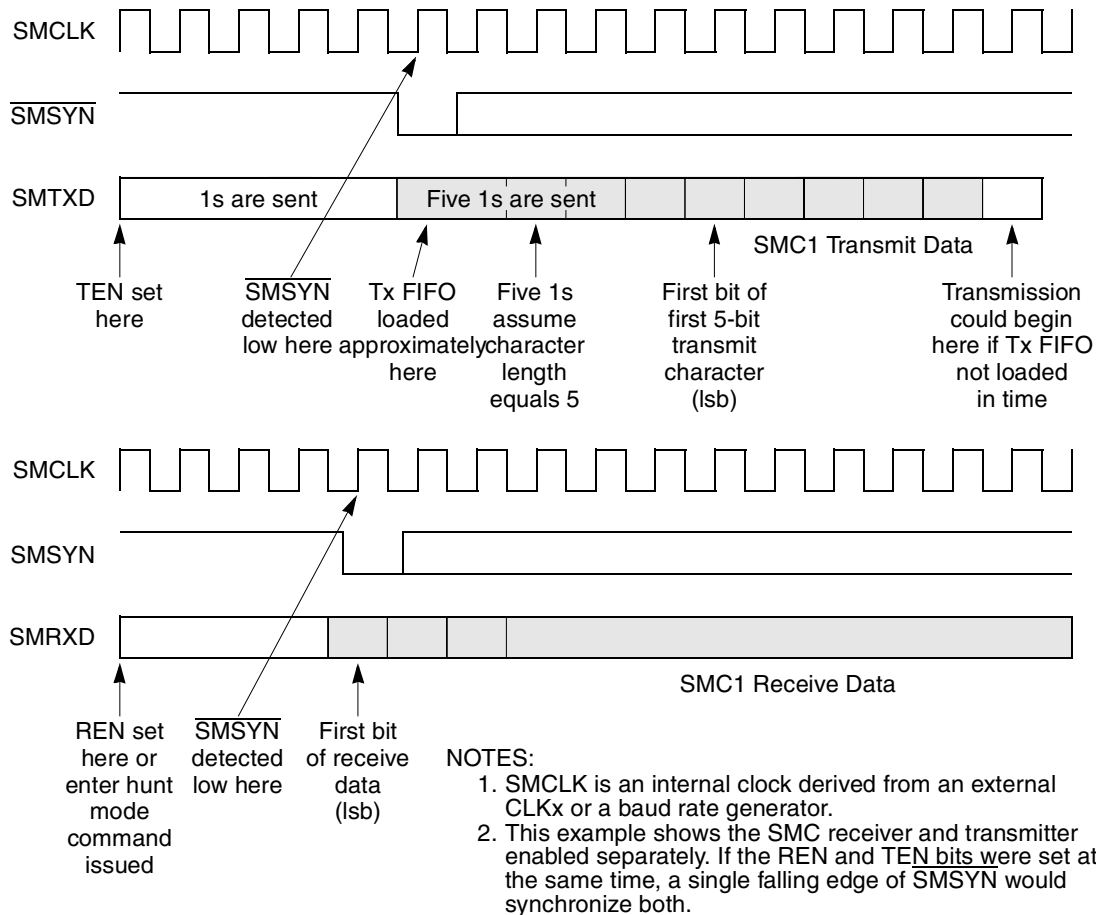 SMCLK
SMSYN
SMTXD
1s are sent
Five 1s are sent
SMC1 Transmit Data
TEN set
here
SMSYN
detected
low here
Tx FIFO
loaded
approximately
here
Five 1s
assume
character
length
equals 5
First bit of
first 5-bit
transmit
character
(lsb)
Transmission
could begin
here if Tx FIFO
not loaded
in time
SMCLK
SMSYN
SMRXD
SMC1 Receive Data
REN set
here or
enter hunt
mode
command
issued
SMSYN
detected
low here
First bit
of receive
data
(lsb)
NOTES:
1. SMCLK is an internal clock derived from an external
CLKx or a baud rate generator.
2. This example shows the SMC receiver and transmitter
enabled separately. If the REN and TEN bits were set at
the same time, a single falling edge of SMSYN would
synchronize both.